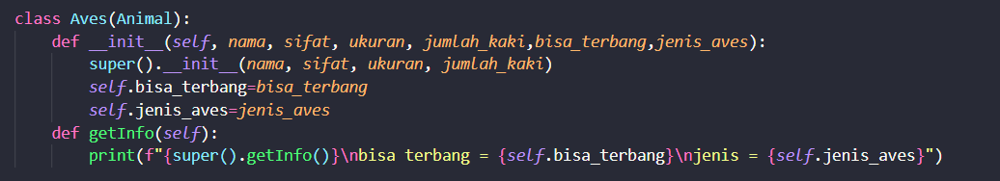 class Aves(Animal):
    def __init__(self, nama, sifat, ukuran, jumlah_kaki,bisa_terbang,jenis_aves):
        super().__init__(nama, sifat, ukuran, jumlah_kaki)
        self.bisa_terbang=bisa_terbang
        self.jenis_aves=jenis_aves
    def getInfo(self):
        print(f"{super().getInfo()}\nbisa terbang = {self.bisa_terbang}\njenis = {self.jenis_aves}")